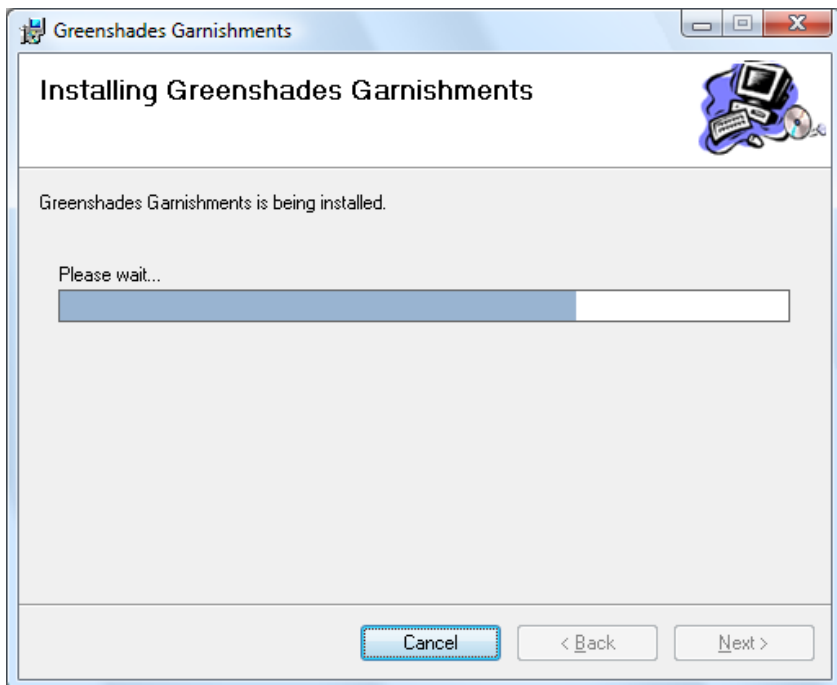 Greenshades Garnishments
Installing Greenshades Garnishments
Greenshades Garnishments is being installed.
Please wait...
Cancel
< Back
Next >